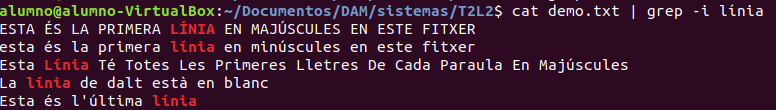 alumno@alumno-VirtualBox:~/Documentos/DAM/sistemas/T2L2$ cat demo.txt | grep -i línia
ESTA ÉS LA PRIMERA LÍNIA EN MAJÚSCULES EN ESTE FITXER
esta és la primera línia en minúscules en este fitxer
Esta Línia Té Totes Les Primeres Lletres De Cada Paraula En Majúscules
La línia de dalt està en blanc
Esta és l'última línia